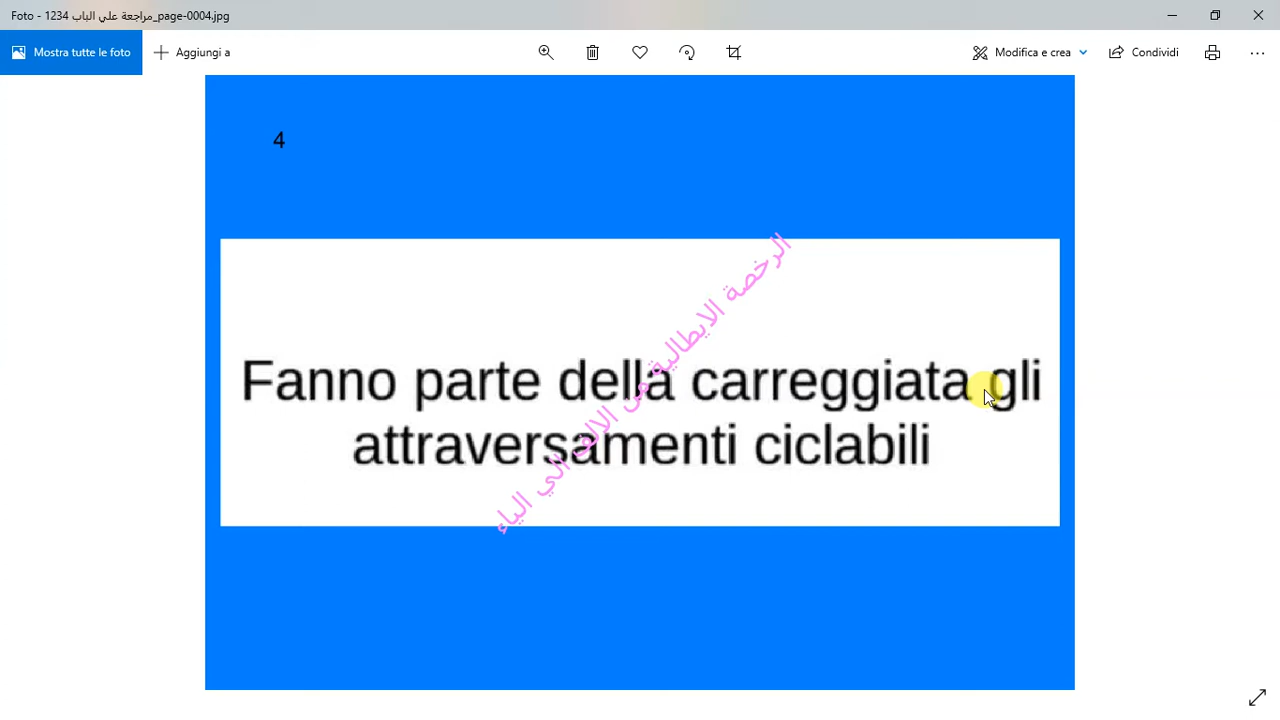 Foto - 1234 مراجعة علي الباب_page-0004.jpg
Mostra tutte le foto
Aggiungi a
Modifica e crea
Condividi
4
Fanno parte della carreggiata gli
attraversamenti ciclabili
الرخصة الايطالية من الالف الي الياء